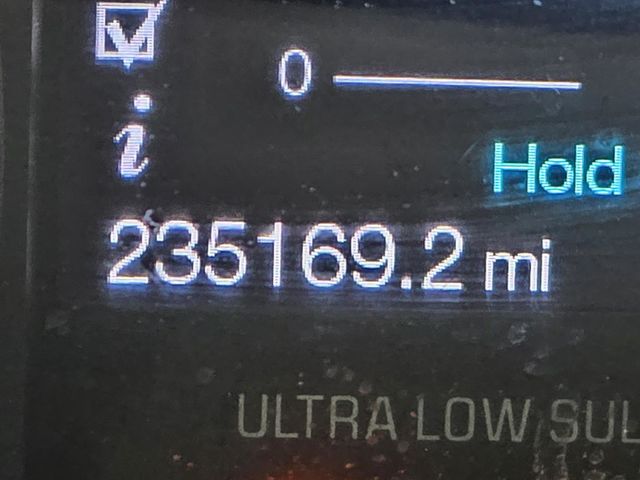 0
i
Hold
235169.2 mi
ULTRA LOW SUL